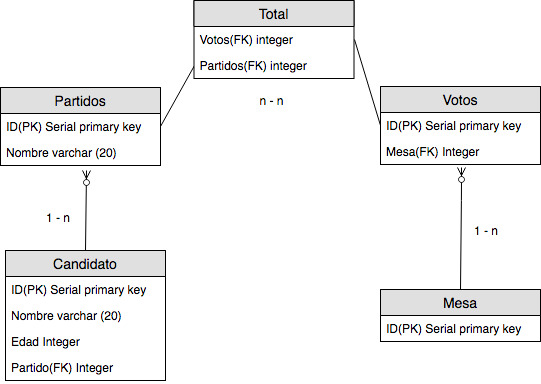 Total
Votos(FK) integer
Partidos(FK) integer
n - n
Partidos
ID(PK) Serial primary key
Nombre varchar (20)
Votos
ID(PK) Serial primary key
Mesa(FK) Integer
1 - n
1 - n
Candidato
ID(PK) Serial primary key
Nombre varchar (20)
Edad Integer
Partido(FK) Integer
Mesa
ID(PK) Serial primary key